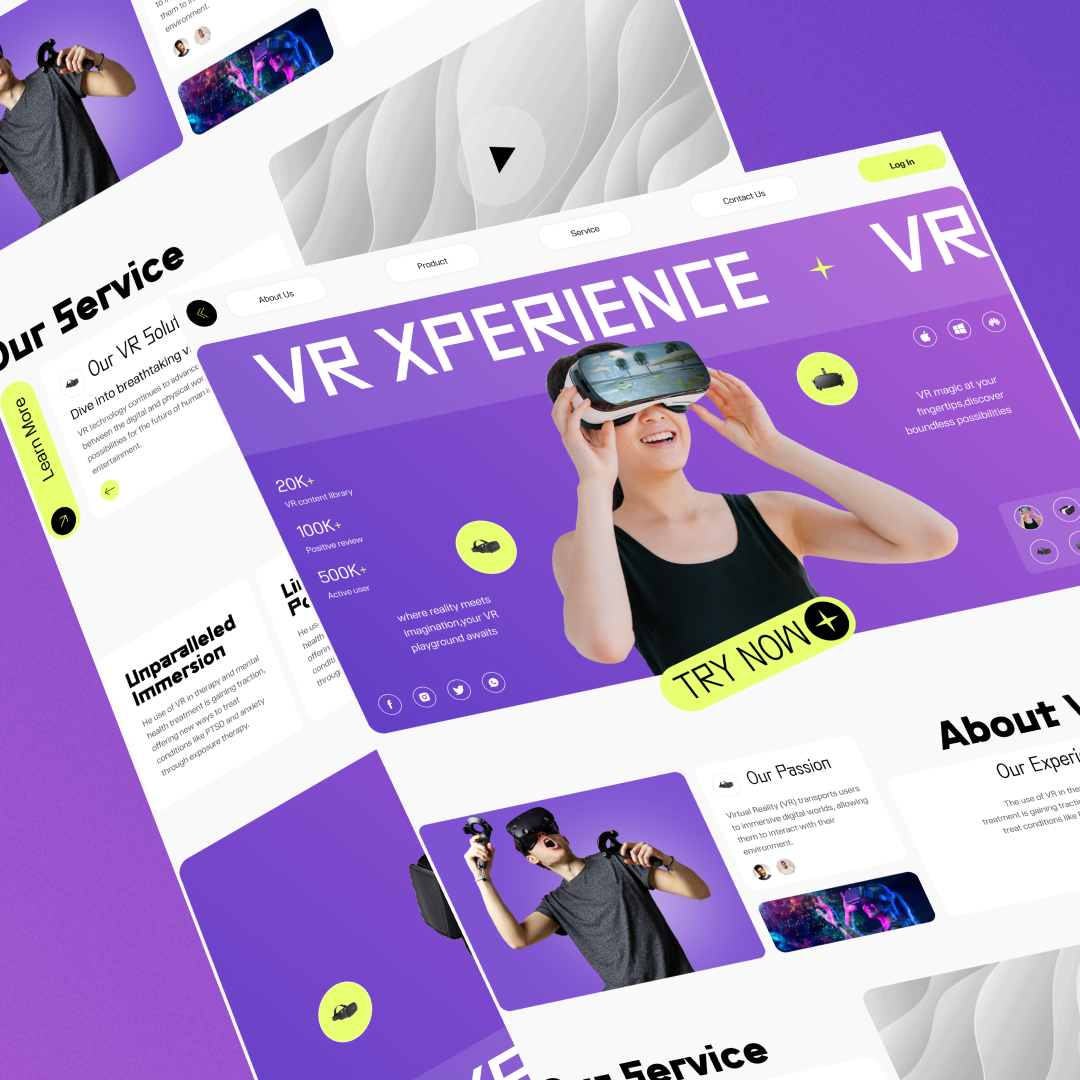 them to in
environment.
Our Service
Learn More
Our VR Solut
Dive into breathtaking v
VR technology continues to advance
between the digital and physical wor
possibilities for the future of human i
entertainment.
Unparalleled
Immersion
He use of VR in therapy and mental
health treatment is gaining traction,
offering new ways to treat
conditions like PTSD and anxiety
through exposure therapy.
Li
Po
He us
health
offerin
conditi
throug
About Us
Product
Service
Contact Us
Log In
VR XPERIENCE
VR
20K+
VR content library
100K+
Positive review
500K+
Active user
where reality meets
imagination,your VR
playground awaits
VR magic at your
fingertips,discover
boundless possibilities
TRY NOW
Our Passion
Virtual Reality (VR) transports users
to immersive digital worlds, allowing
them to interact with their
environment.
About V
Our Experie
The use of VR in the
treatment is gaining tracti
treat conditions like P
Our Service